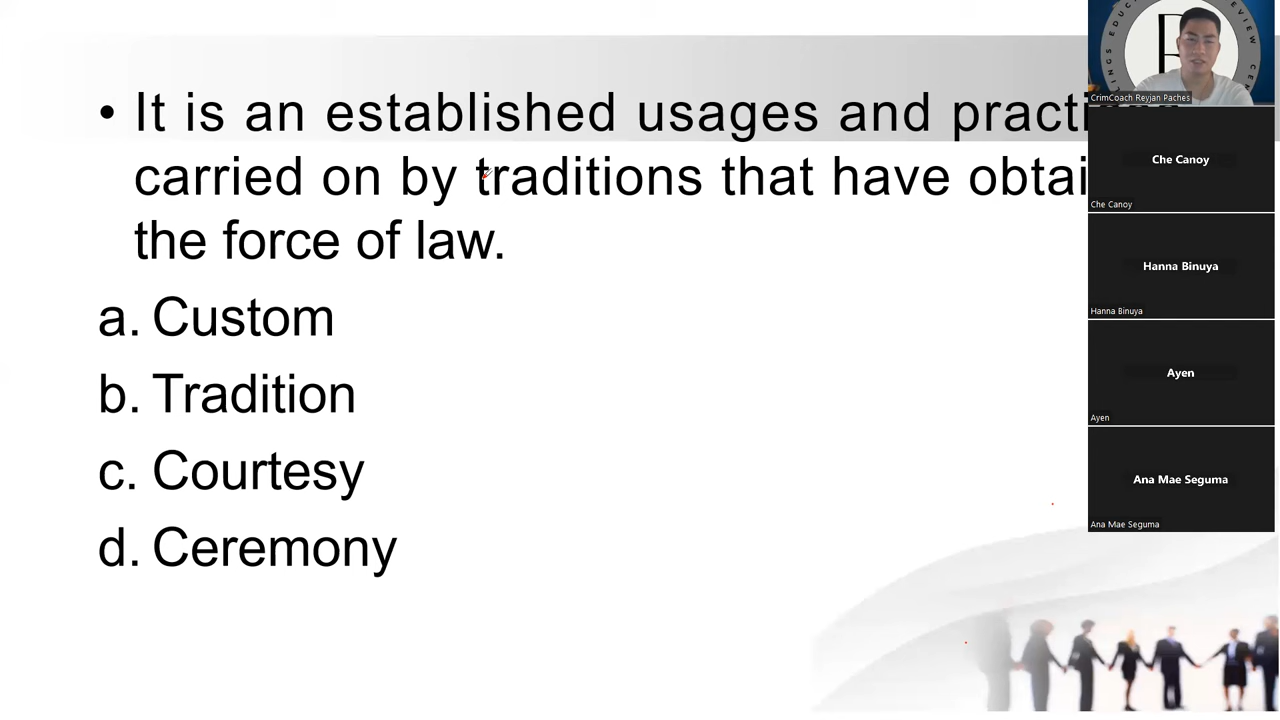 • It is an established usages and
carried on by traditions that have
the force of law.
a. Custom
b. Tradition
c. Courtesy
d. Ceremony
CrimCoach Reyjan Paches
Che Canoy
Che Canoy
Hanna Binuya
Hanna Binuya
Ayen
Ayen
Ana Mae Seguma
Ana Mae Seguma